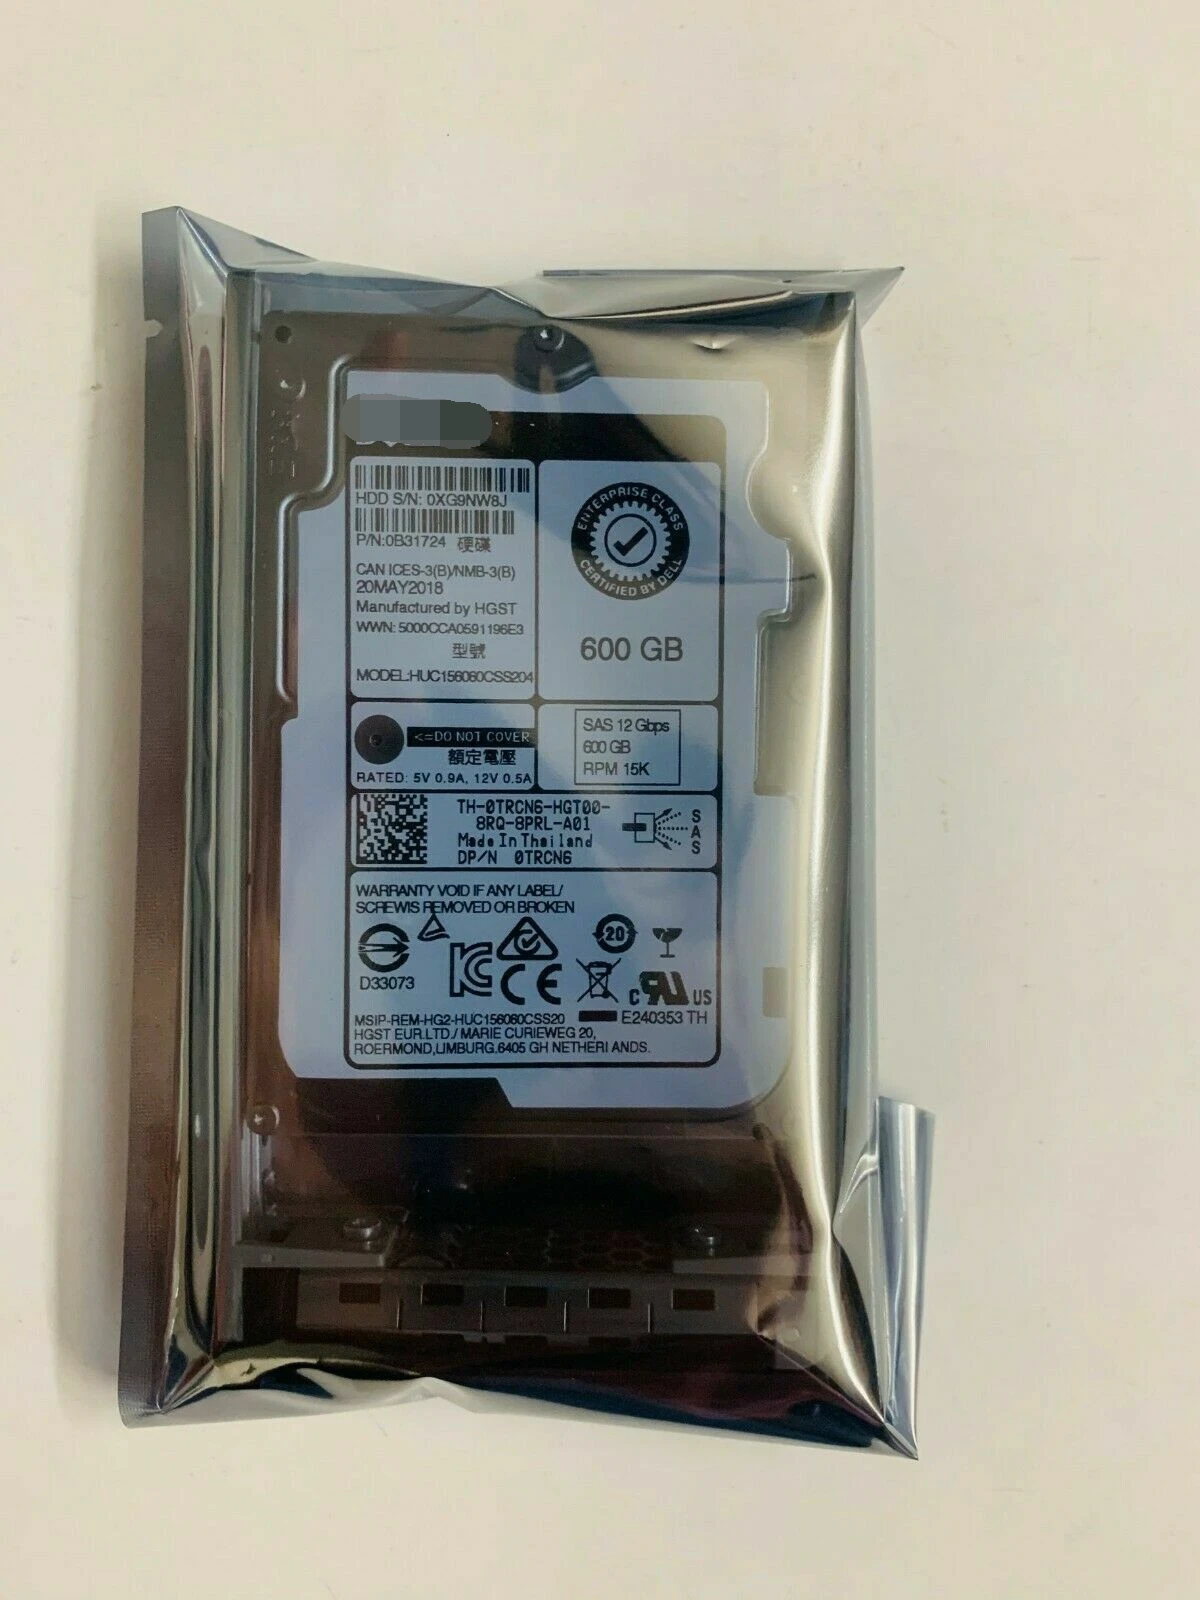 HDD S/N: 0XG9NW8J
P/N:0B31724 硬碟
CAN ICES-3(B)/NMB-3(B)
20MAY2018
Manufactured by HGST
WWN: 5000CCA0591196E3
型號
MODEL:HUC156060CSS204
ENTERPRISE CLASS
CERTIFIED BY DELL
600 GB
<=DO NOT COVER
額定電壓
RATED: 5V 0.9A, 12V 0.5A
SAS 12 Gbps
600 GB
RPM 15K
TH-0TRCN6-HGT00-
8RQ-8PRL-A01
Made In Thailand
DP/N 0TRCN6
SAS
WARRANTY VOID IF ANY LABEL/
SCREWIS REMOVED OR BROKEN
D33073
20
C US
E240353 TH
MSIP-REM-HG2-HUC156060CSS20
HGST EUR.LTD./ MARIE CURIEWEG 20,
ROERMOND,LIMBURG.6405 GH NETHERLANDS.